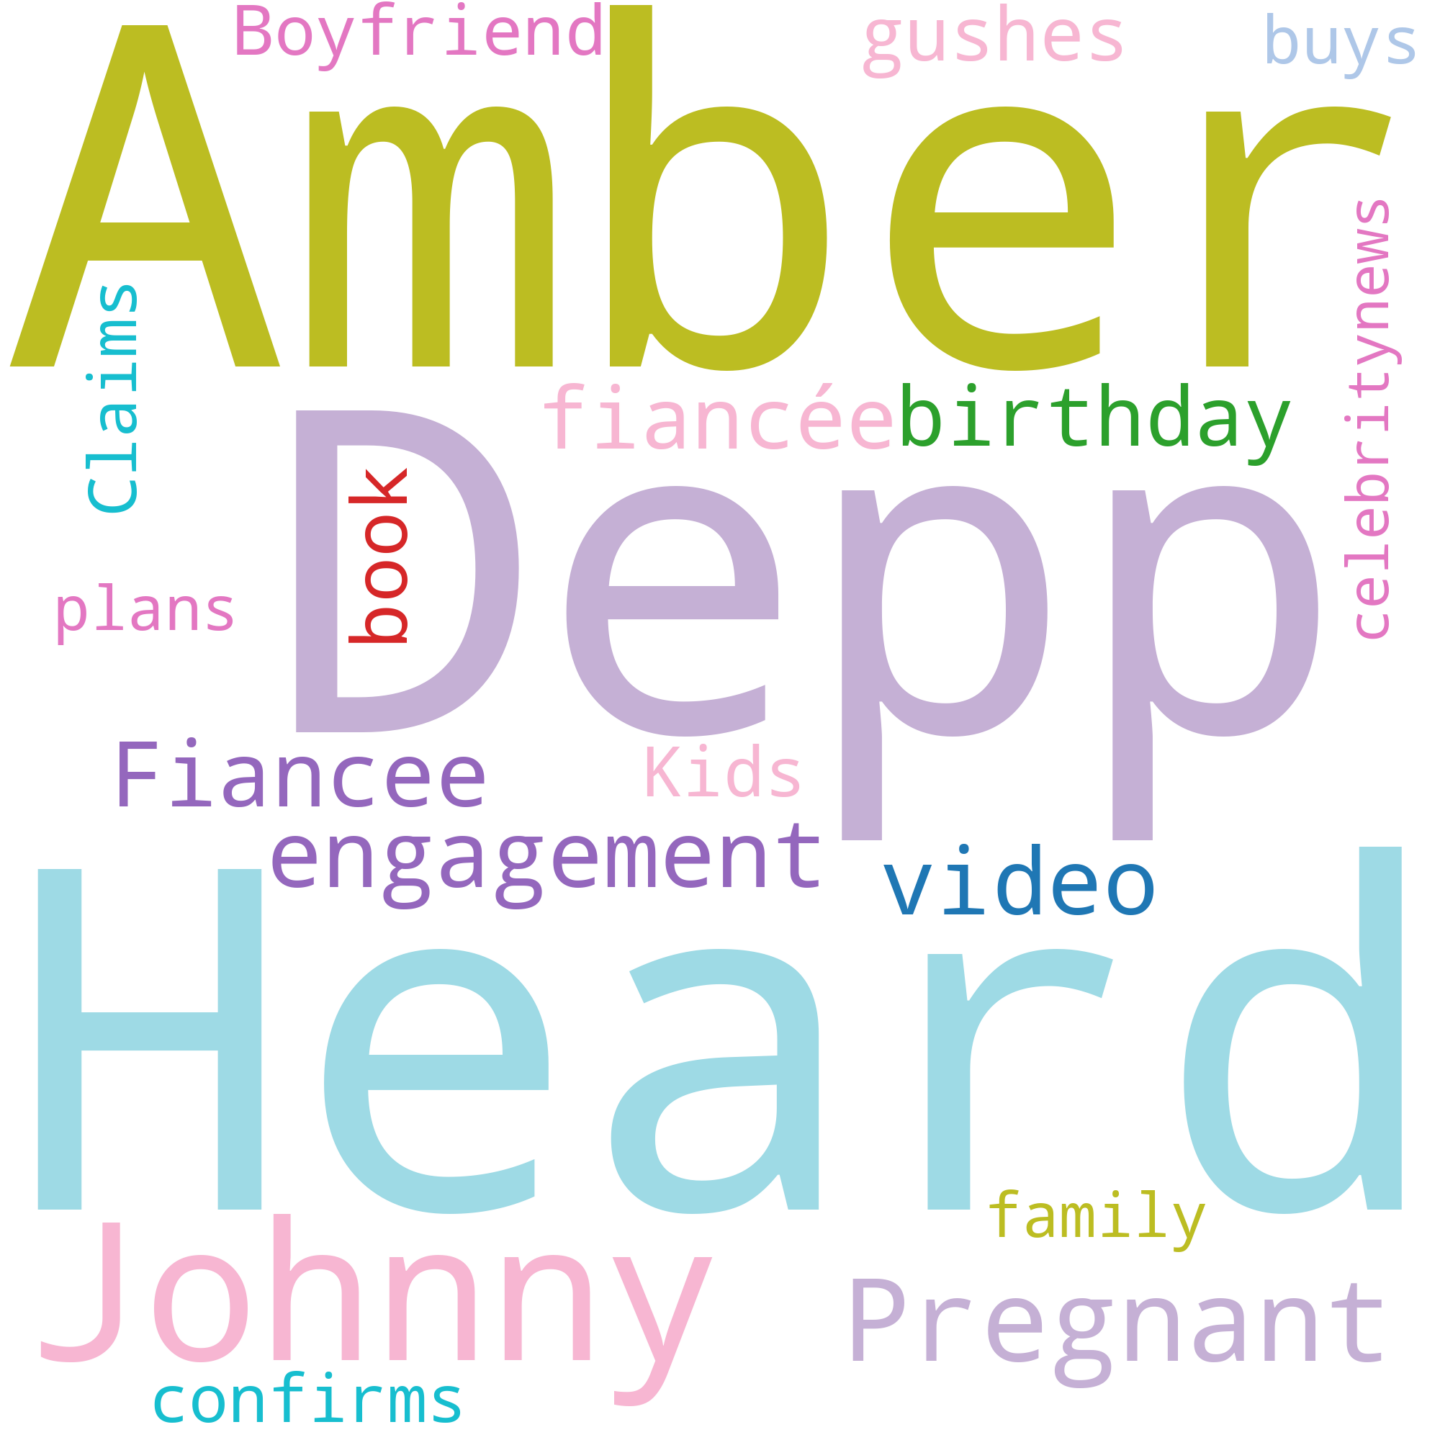 Boyfriend
gushes
buys
Amber
Claims
celebritynews
fiancée
birthday
Depp
book
plans
Fiancee
Kids
engagement
video
Heard
family
Johnny
Pregnant
confirms